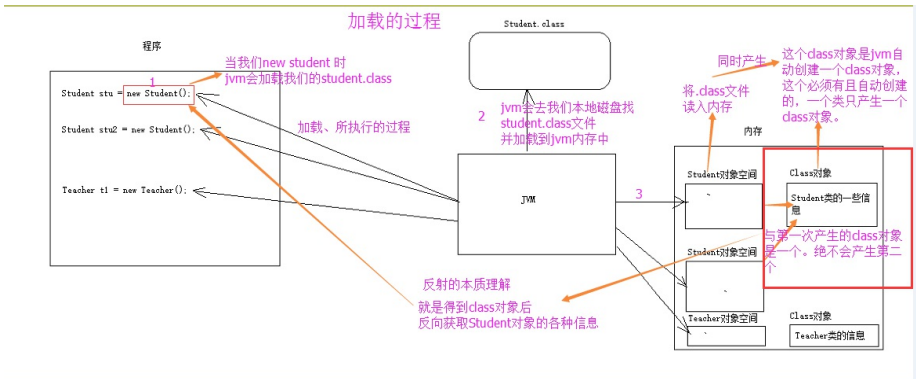 加载的过程
Student.class
程序
1
当我们new student 时
jvm会加载我们的student.class
Student stu = new Student();
加载、所执行的过程
Student stu2 = new Student();
Teacher t1 = new Teacher();
2
jvm会去我们本地磁盘找
student.class文件
并加载到jvm内存中
JVM
3
同时产生
将.class文件
读入内存
这个class对象是jvm自
动创建一个class对象,
这个必须有且自动创建
的，一个类只产生一个
class对象。
内存
Student对象空间
Class对象
Student类的一些信
息
与第一次产生的class对象
是一个。绝不会产生第二
个
Student对象空间
反射的本质理解
就是得到class对象后
反向获取Student对象的各种信息
Teacher对象空间
Class对象
Teacher类的信息